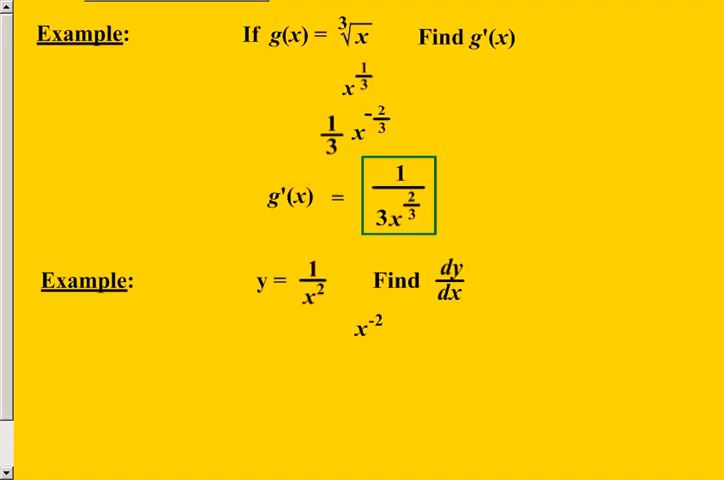 Example: If g(x) = ∛x Find g'(x)
x^(1/3)
1/3 x^(-2/3)
g'(x) = 1/(3x^(2/3))
Example: y = 1/x² Find dy/dx
x⁻²